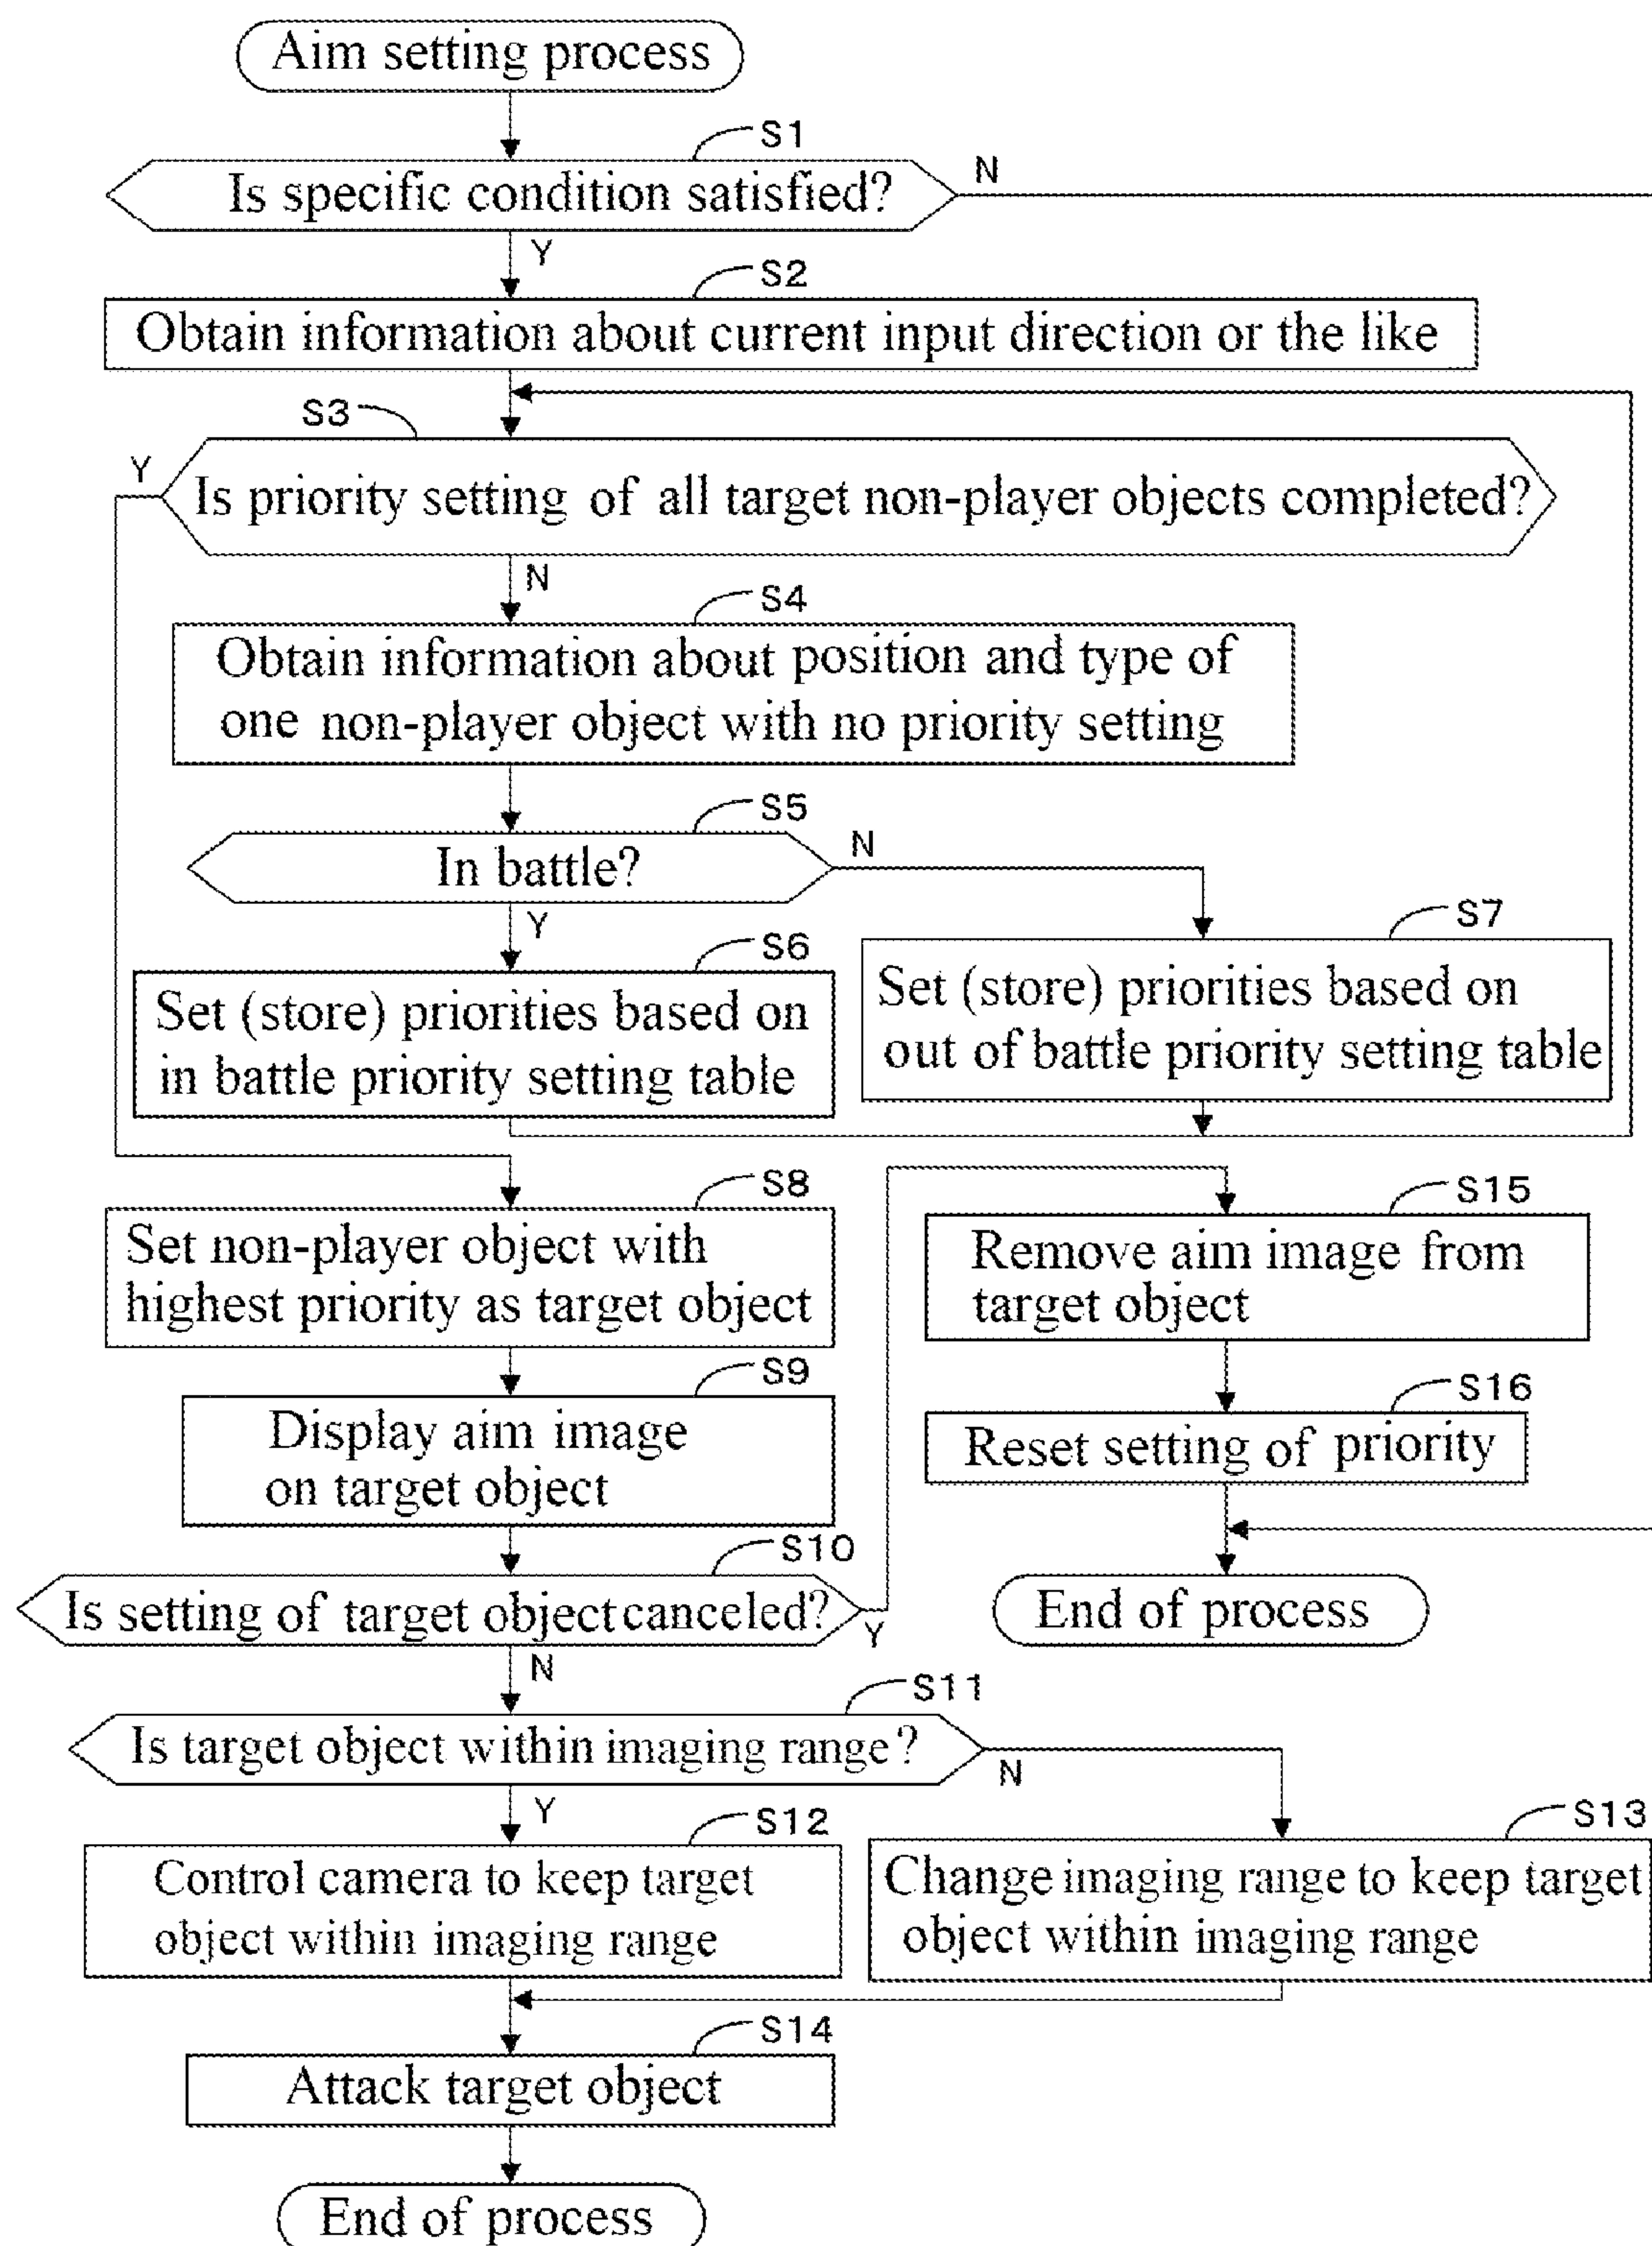 Aim setting process
S1
Is specific condition satisfied?
N
Y
S2
Obtain information about current input direction or the like
S3
Y
Is priority setting of all target non-player objects completed?
N
S4
Obtain information about position and type of
one non-player object with no priority setting
S5
In battle?
N
Y
S6
Set (store) priorities based on
in battle priority setting table
S7
Set (store) priorities based on
out of battle priority setting table
S8
Set non-player object with
highest priority as target object
S9
Display aim image
on target object
S10
Is setting of target object canceled?
Y
N
S15
Remove aim image from
target object
S16
Reset setting of priority
End of process
S11
Is target object within imaging range?
N
Y
S12
Control camera to keep target
object within imaging range
S13
Change imaging range to keep target
object within imaging range
S14
Attack target object
End of process